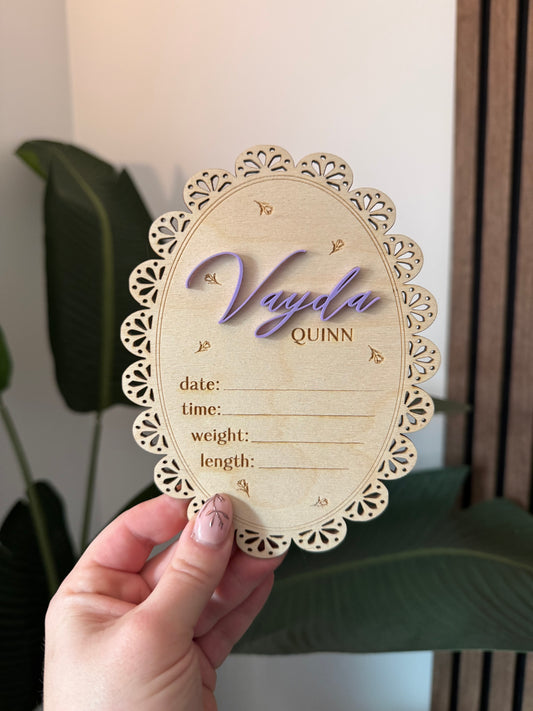 Vayda
QUINN
date:
time:
weight:
length: